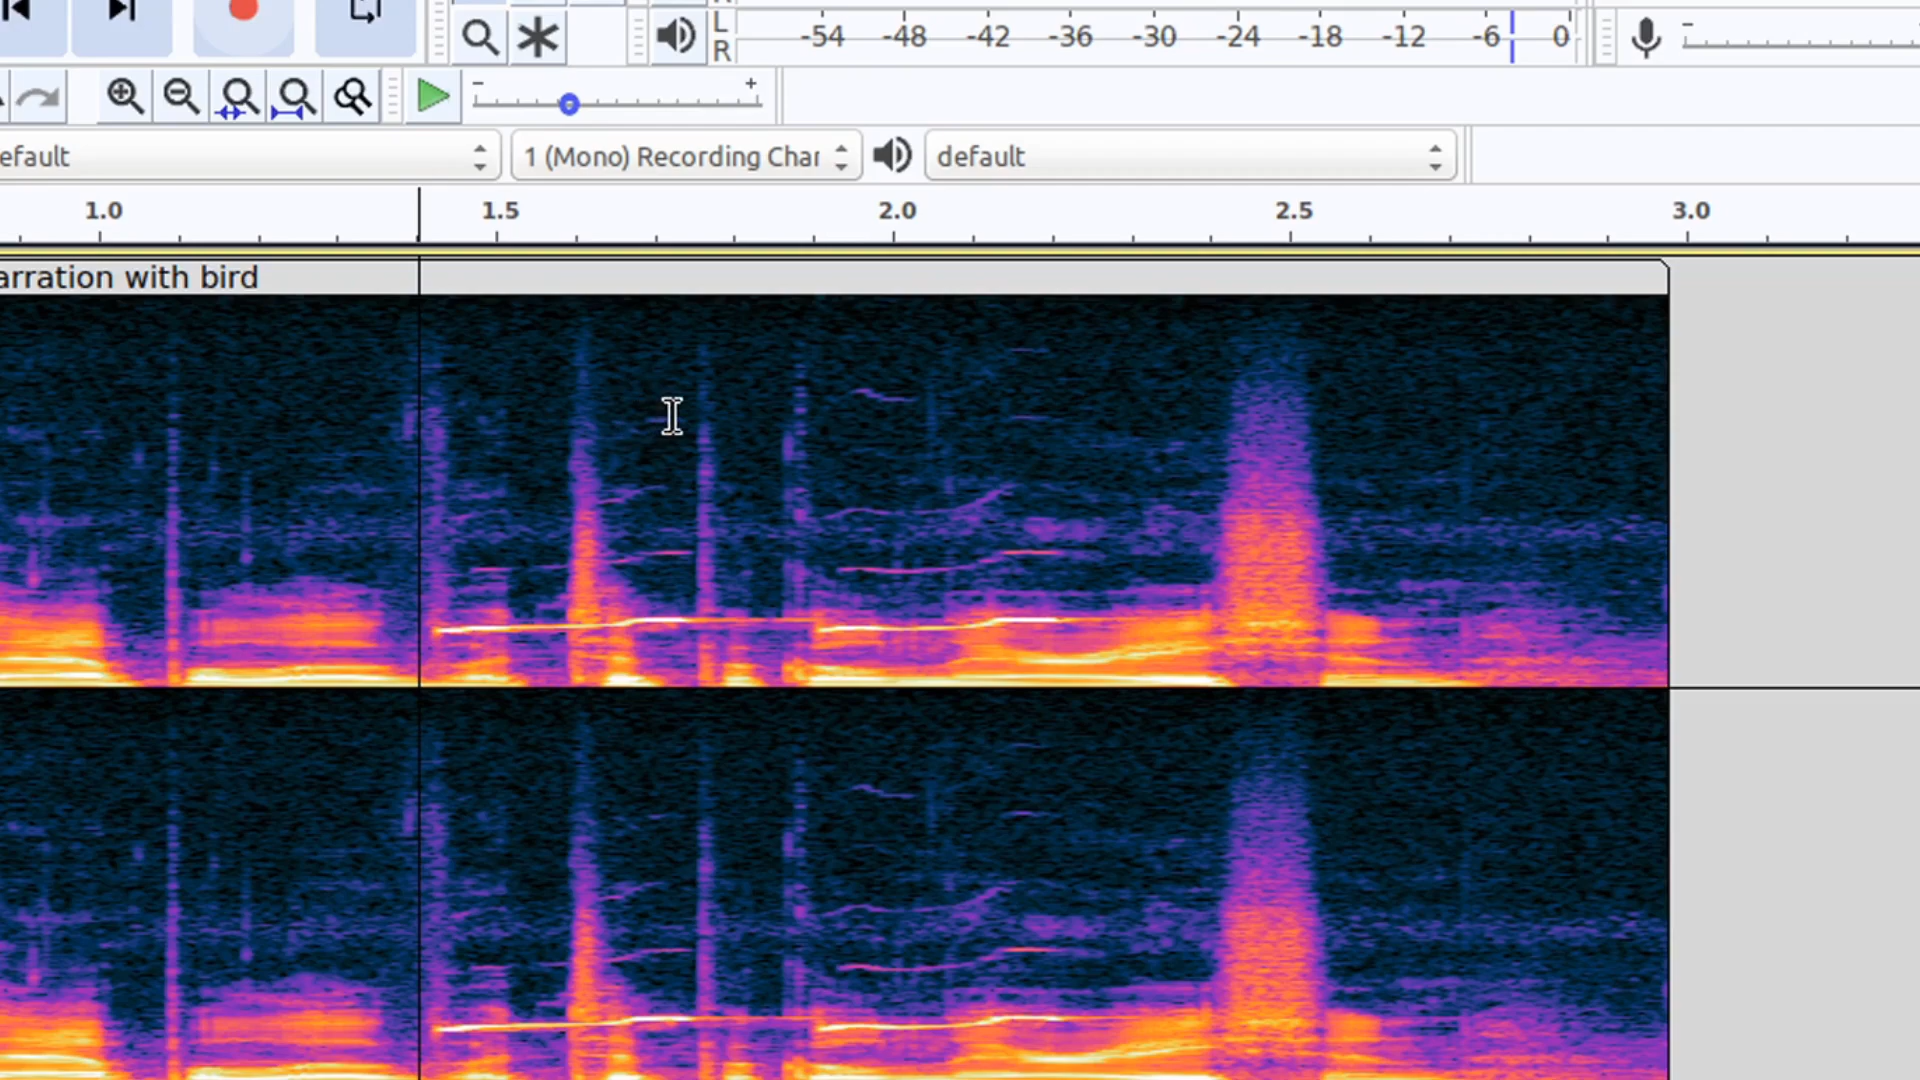 L
R
-54 -48 -42 -36 -30 -24 -18 -12 -6 0
- +
efault 1 (Mono) Recording Char default
1.0 1.5 2.0 2.5 3.0
arration with bird